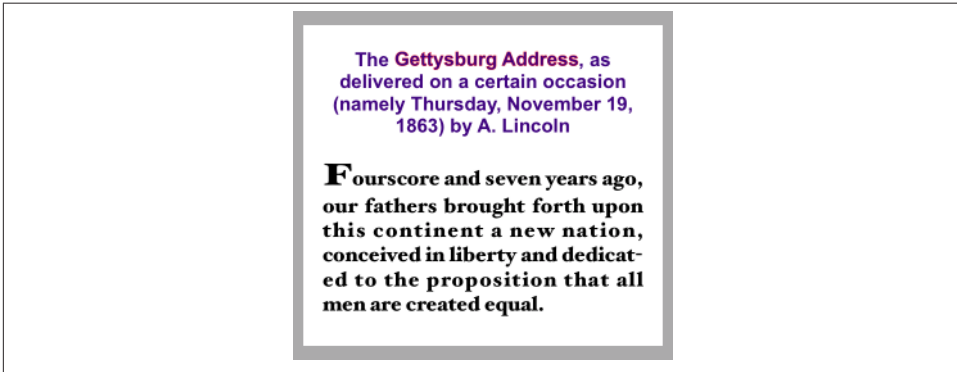 The Gettysburg Address, as
delivered on a certain occasion
(namely Thursday, November 19,
1863) by A. Lincoln
Fourscore and seven years ago,
our fathers brought forth upon
this continent a new nation,
conceived in liberty and dedicat-
ed to the proposition that all
men are created equal.